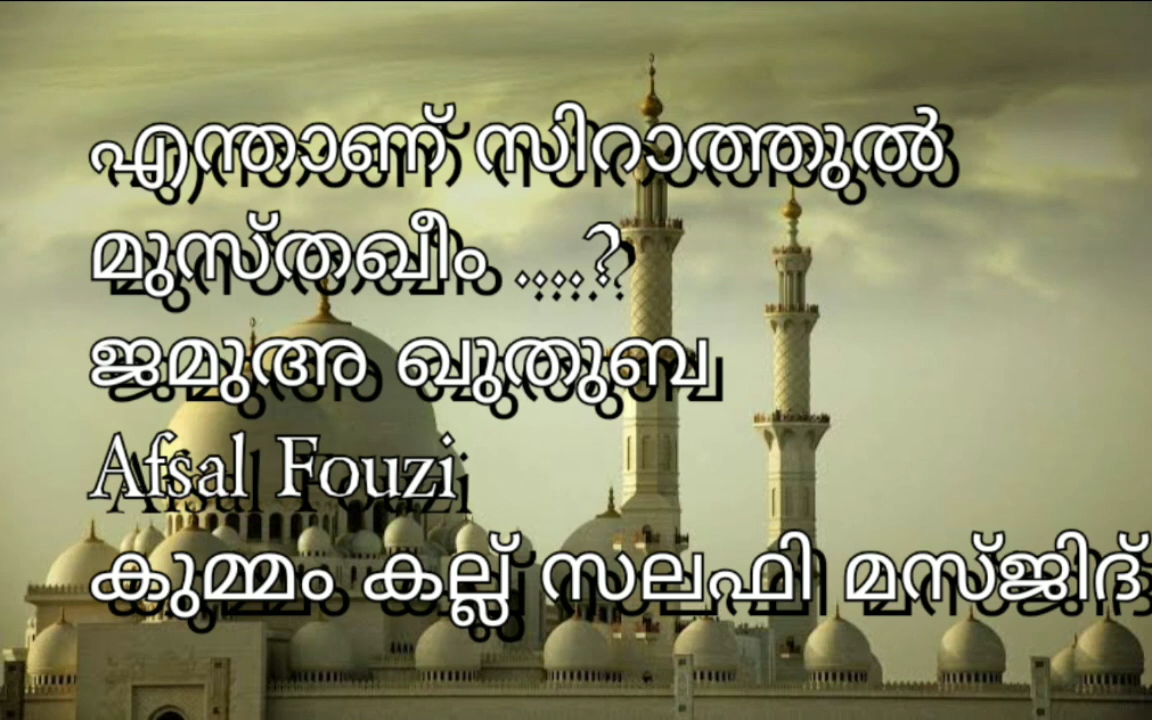 എന്താണ് സിറാത്തുൽ
മുസ്തഖീം ....?
ജമുഅ ഖുതുബ
Afsal Fouzi
കുമ്മം കല്ല് സലഫി മസ്ജിദ്